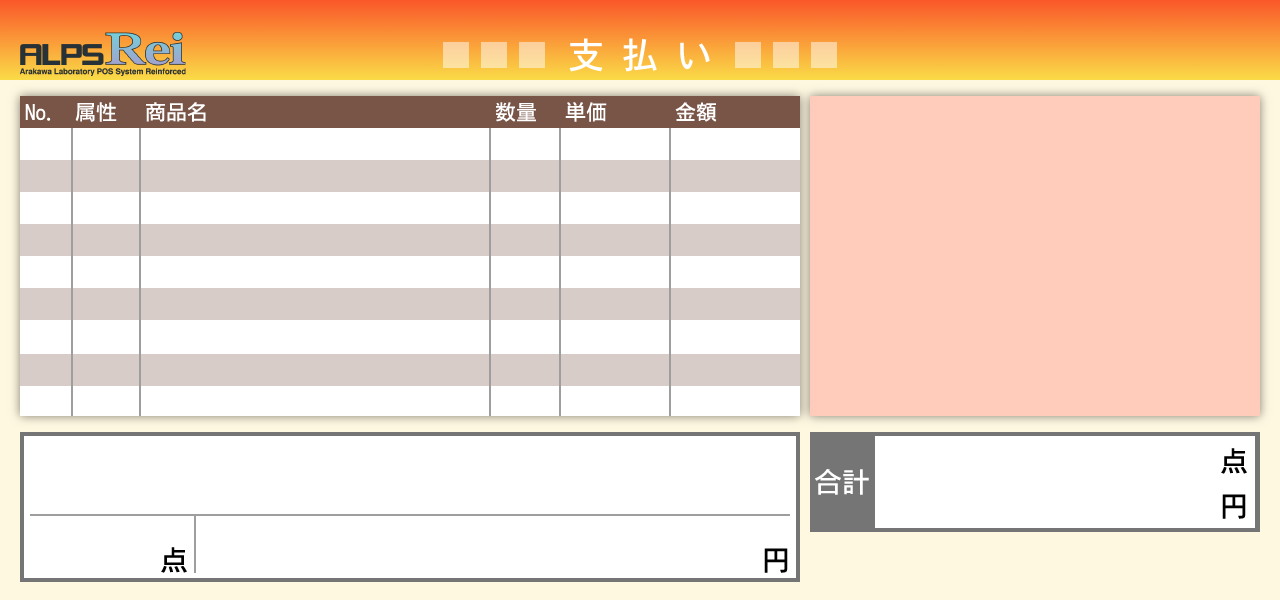 ALPS Rei
Arakawa Laboratory POS System Reinforced
支払い
No. 属性 商品名 数量 単価 金額
点 円
合計
点
円